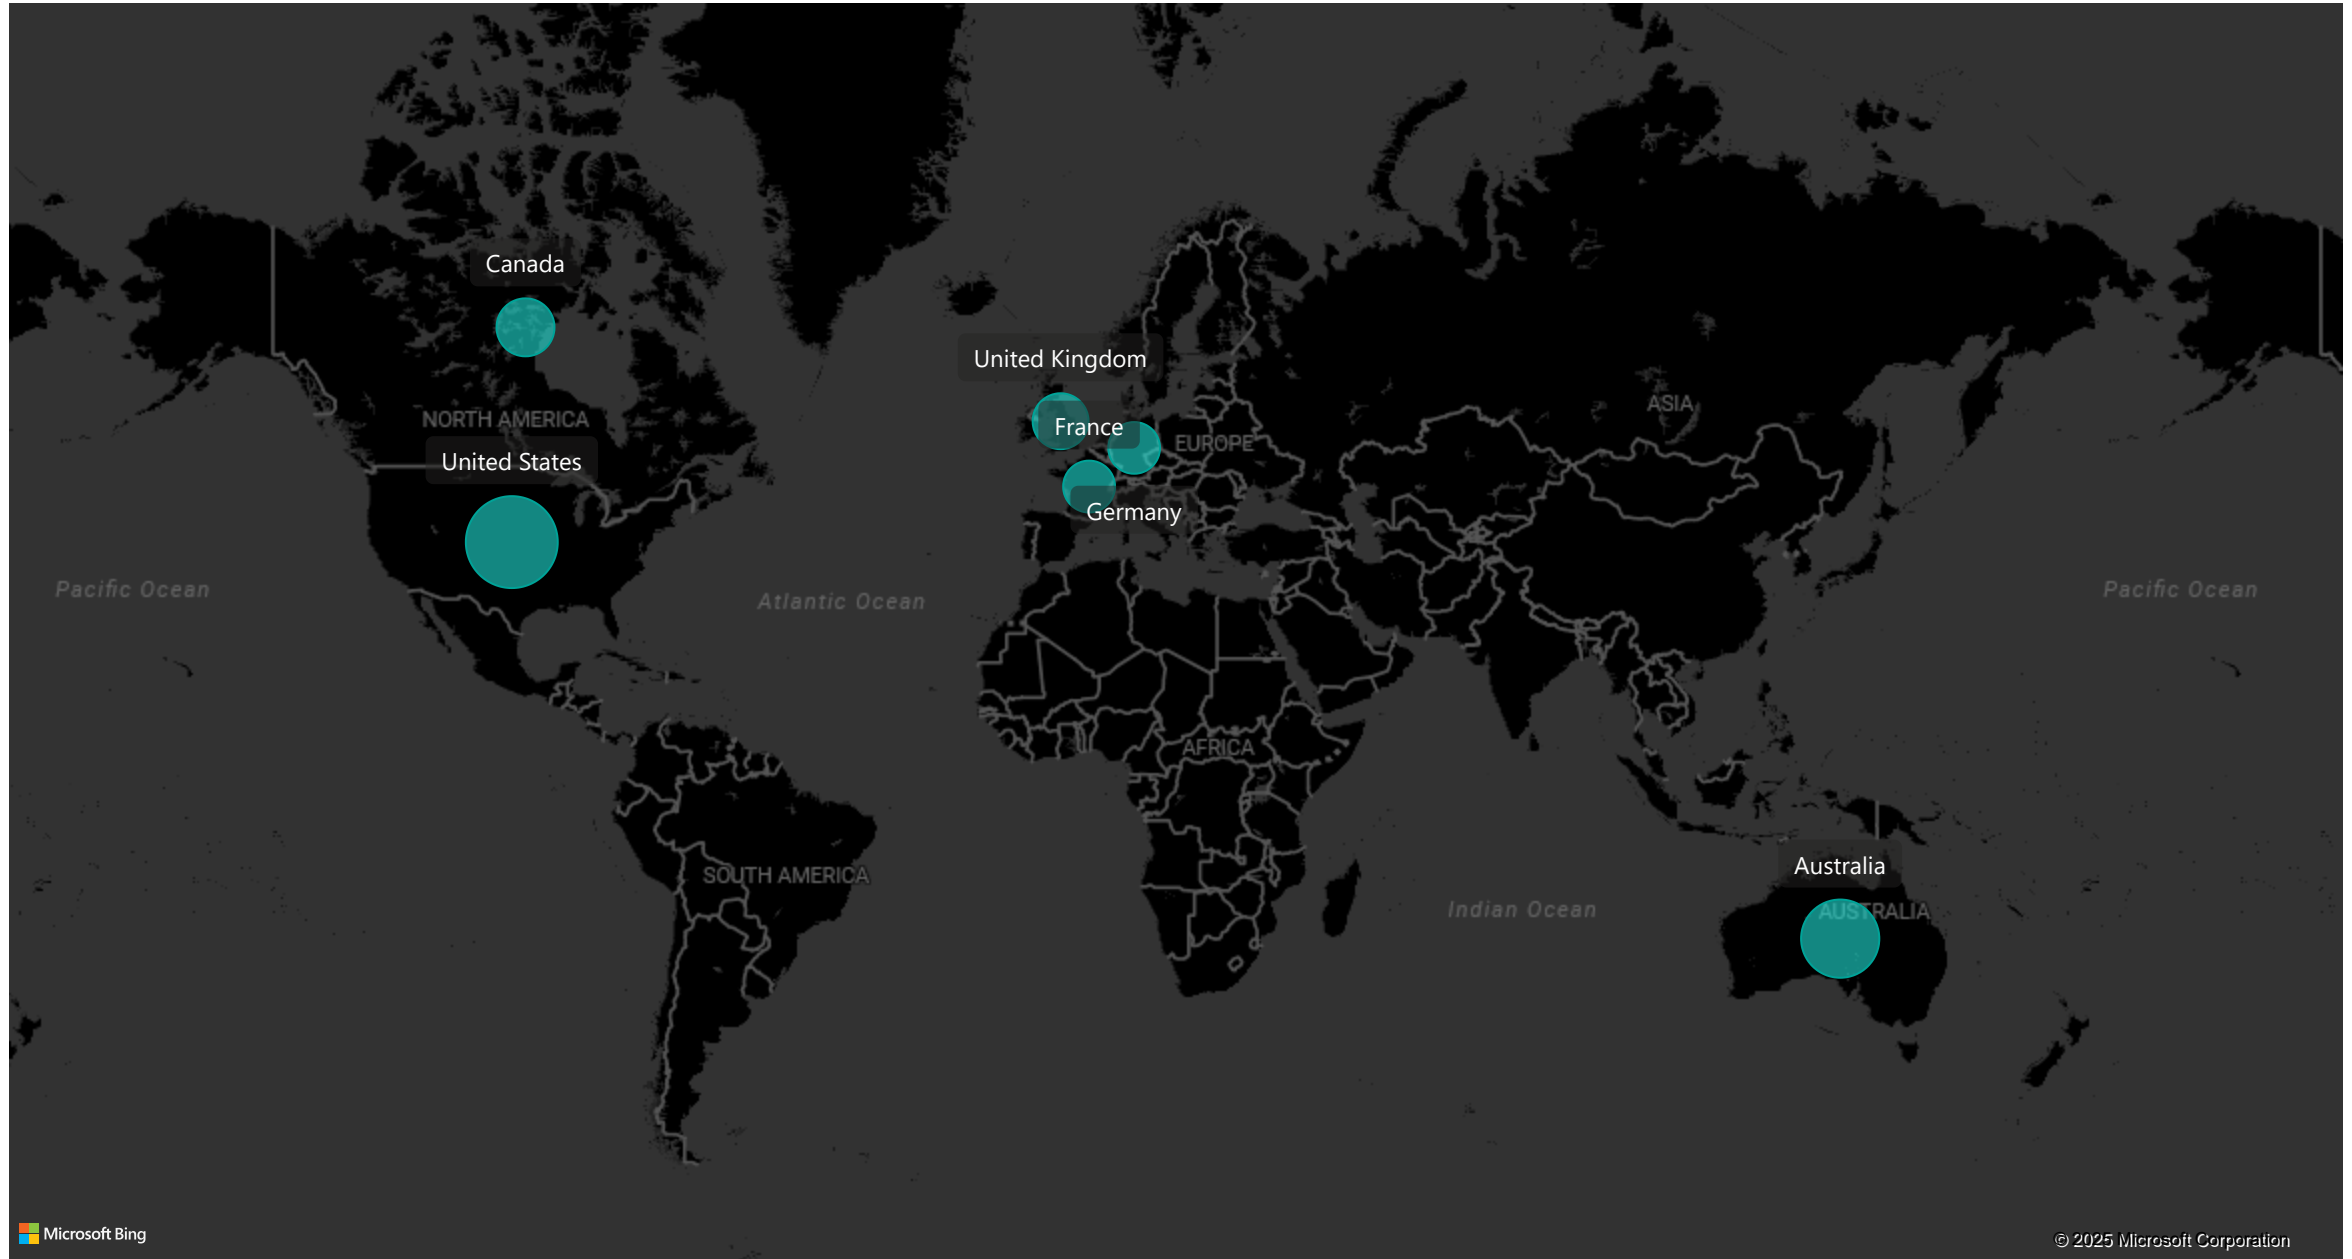 Canada
United Kingdom
ASIA
NORTH AMERICA
France
EUROPE
United States
Germany
Pacific Ocean
Atlantic Ocean
Pacific Ocean
AFRICA
SOUTH AMERICA
Australia
Indian Ocean
AUSTRALIA
Microsoft Bing
© 2025 Microsoft Corporation